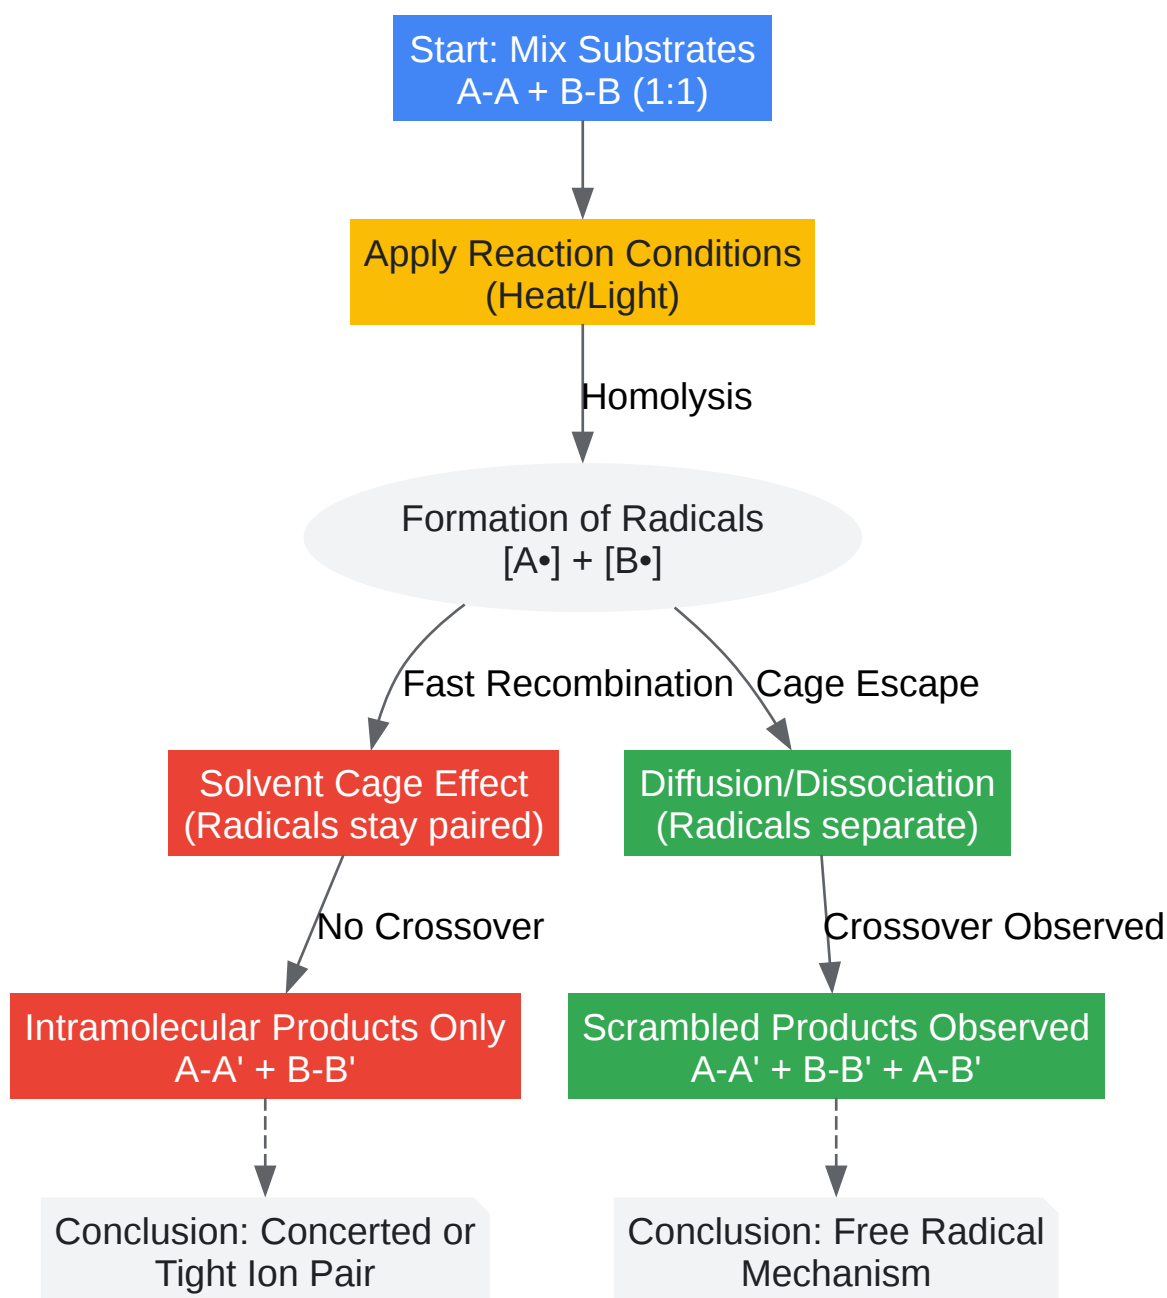 Start: Mix Substrates
A-A + B-B (1:1)
Apply Reaction Conditions
(Heat/Light)
Homolysis
Formation of Radicals
[A•] + [B•]
Fast Recombination
Cage Escape
Solvent Cage Effect
(Radicals stay paired)
Diffusion/Dissociation
(Radicals separate)
No Crossover
Crossover Observed
Intramolecular Products Only
A-A' + B-B'
Scrambled Products Observed
A-A' + B-B' + A-B'
Conclusion: Concerted or
Tight Ion Pair
Conclusion: Free Radical
Mechanism